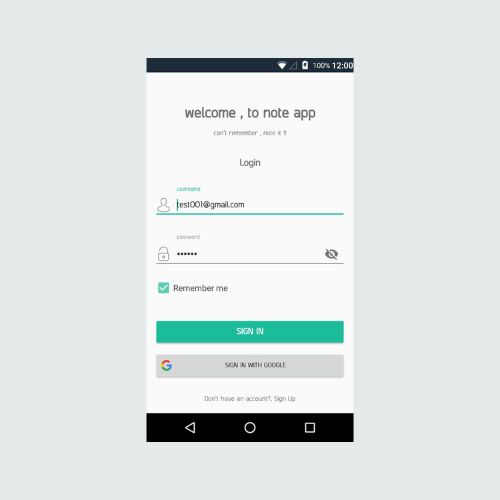 100% 12:00
welcome , to note app
can't remember , note it !!
Login
username
test001@gmail.com
password
••••••
Remember me
SIGN IN
SIGN IN WITH GOOGLE
Don't have an account?, Sign Up